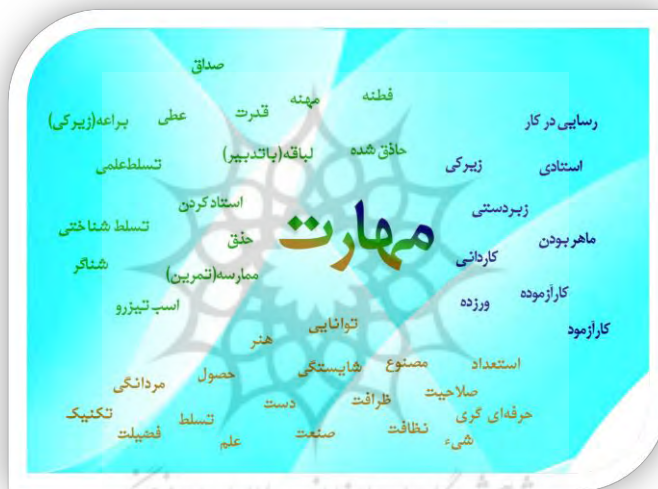 صداق
فطنه
مهنه
قدرت
عطی
براعه(زیرکی)
رسایی در کار
حاذق شده
لباقه(باتدبیر)
تسلط علمی
استادی
زیرکی
استاد کردن
زبردستی
تسلط شناختی
حذق
مهارت
ماهر بودن
کاردانی
شناگر
ممارسه(تمرین)
اسب تیزرو
کارآزموده
ورزده
کارآزمود
توانایی
هنر
استعداد
مصنوع
شایستگی
حصول
مردانگی
صلاحیت
ظرافت
دست
تکنیک
حرفه‌ای گری
نظافت
صنعت
تسلط
فضیلت
شیء
علم